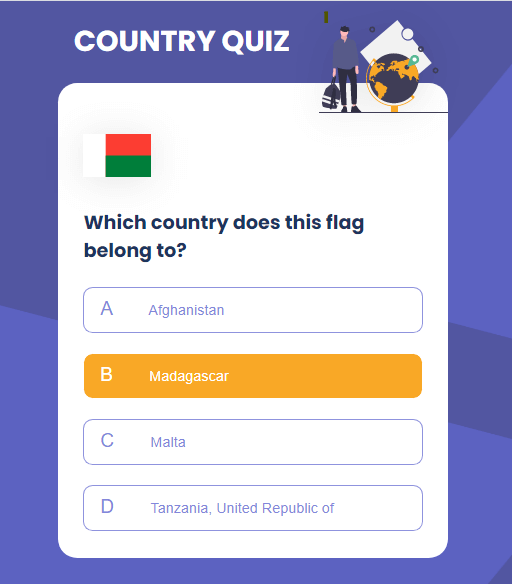 COUNTRY QUIZ
Which country does this flag
belong to?
A Afghanistan
B Madagascar
C Malta
D Tanzania, United Republic of